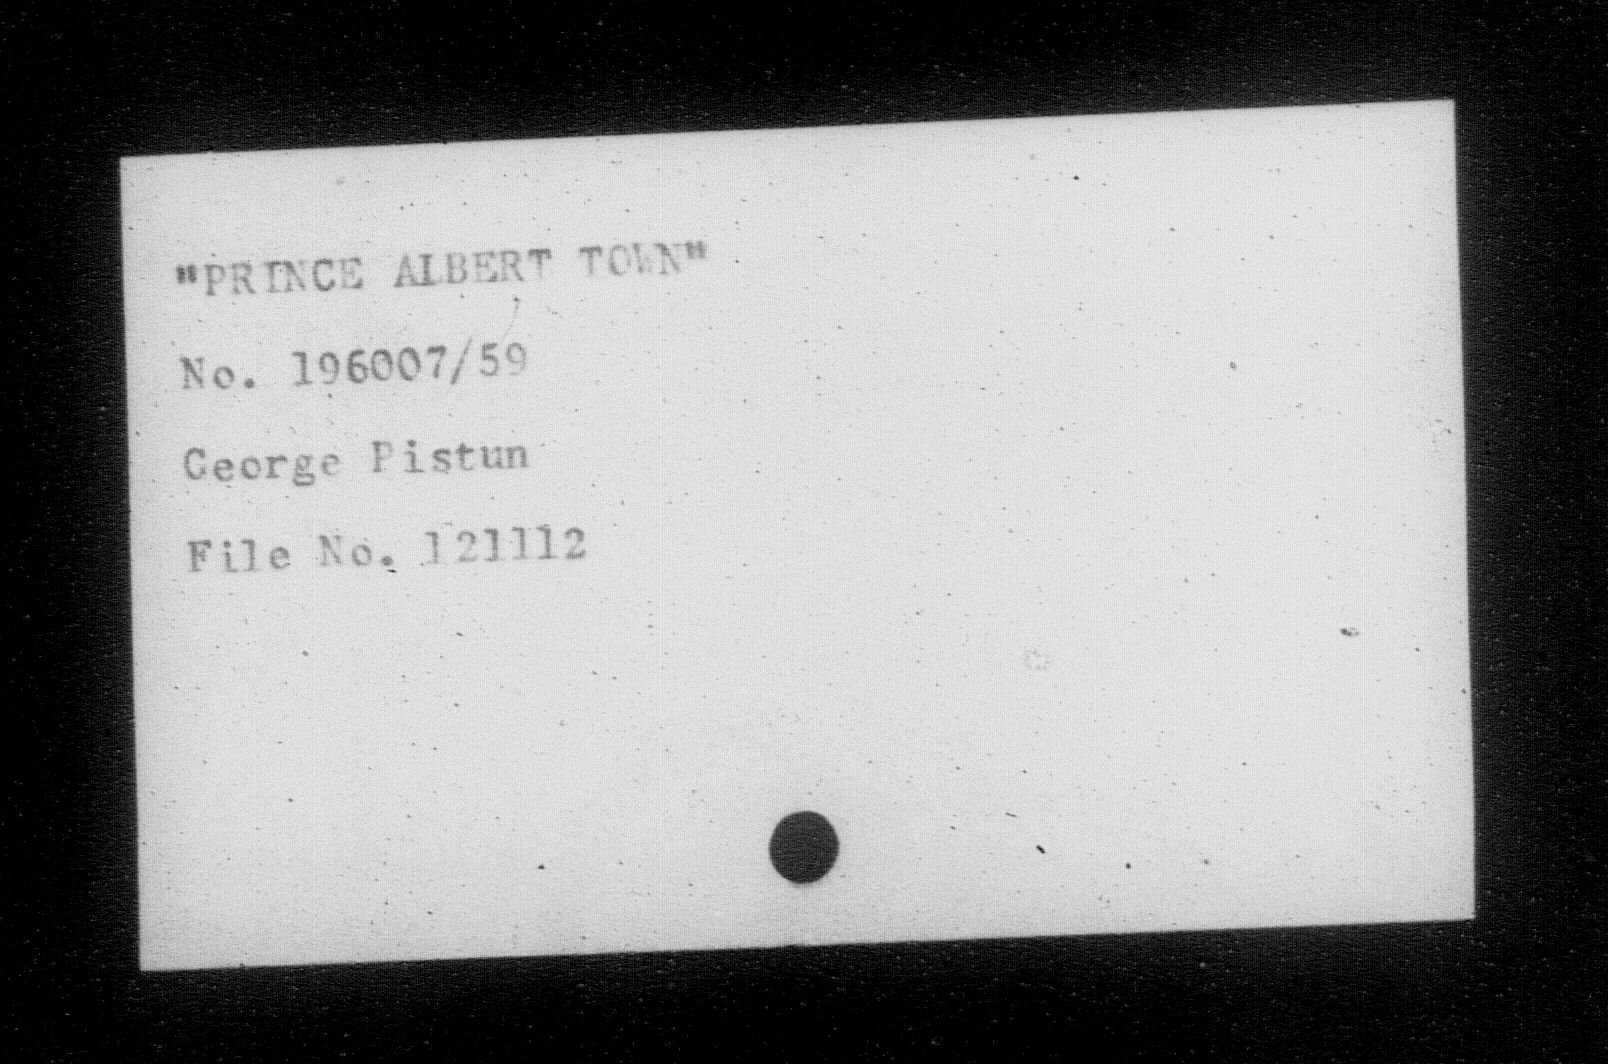 "PRINCE ALBERT TOWN"
No. 196007/59
George Pistun
File No. 121112